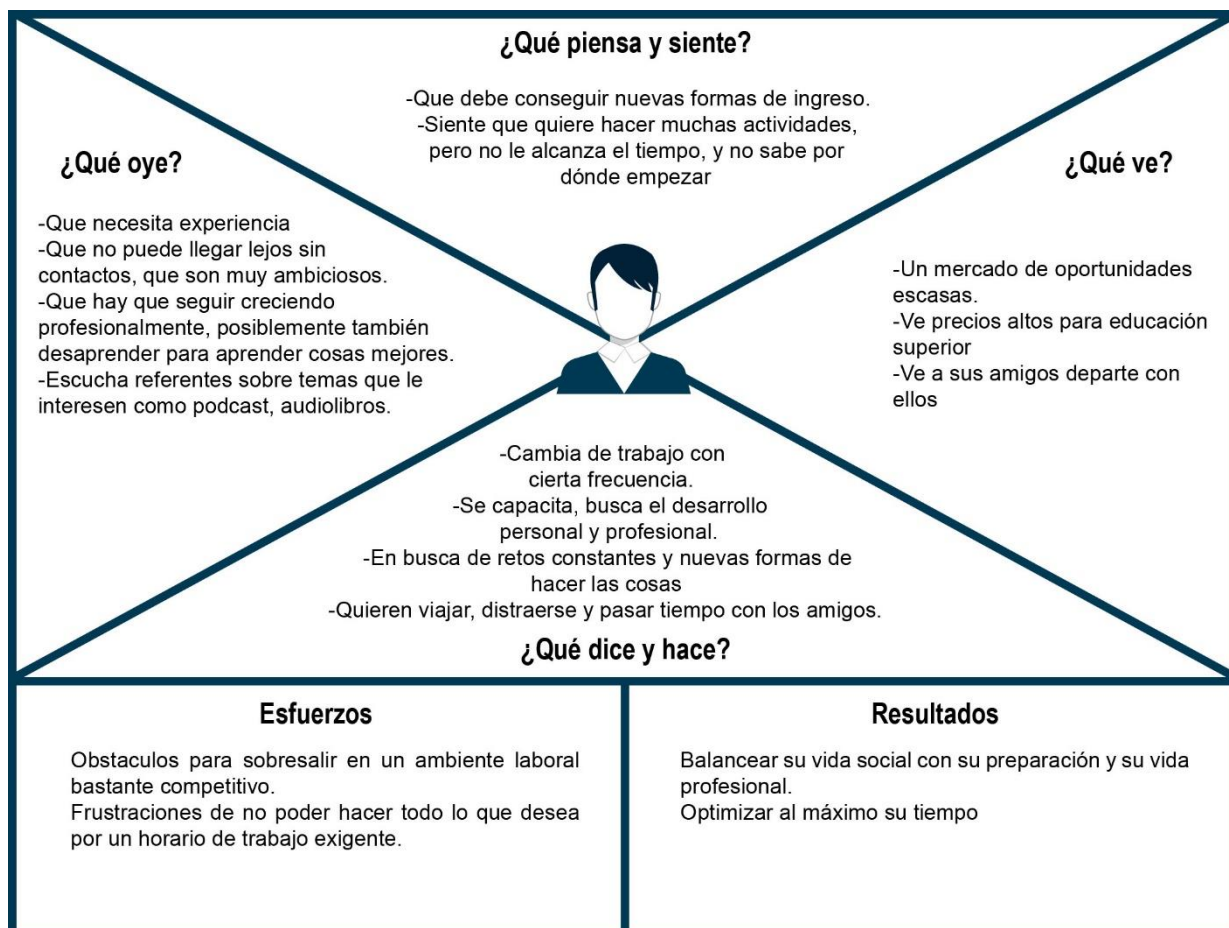 ¿Qué piensa y siente?
-Que debe conseguir nuevas formas de ingreso.
-Siente que quiere hacer muchas actividades,
pero no le alcanza el tiempo, y no sabe por
dónde empezar
¿Qué oye?
-Que necesita experiencia
-Que no puede llegar lejos sin
contactos, que son muy ambiciosos.
-Que hay que seguir creciendo
profesionalmente, posiblemente también
desaprender para aprender cosas mejores.
-Escucha referentes sobre temas que le
interesen como podcast, audiolibros.
¿Qué ve?
-Un mercado de oportunidades
escasas.
-Ve precios altos para educación
superior
-Ve a sus amigos departe con
ellos
-Cambia de trabajo con
cierta frecuencia.
-Se capacita, busca el desarrollo
personal y profesional.
-En busca de retos constantes y nuevas formas de
hacer las cosas
-Quieren viajar, distraerse y pasar tiempo con los amigos.
¿Qué dice y hace?
Esfuerzos
Obstaculos para sobresalir en un ambiente laboral
bastante competitivo.
Frustraciones de no poder hacer todo lo que desea
por un horario de trabajo exigente.
Resultados
Balancear su vida social con su preparación y su vida
profesional.
Optimizar al máximo su tiempo